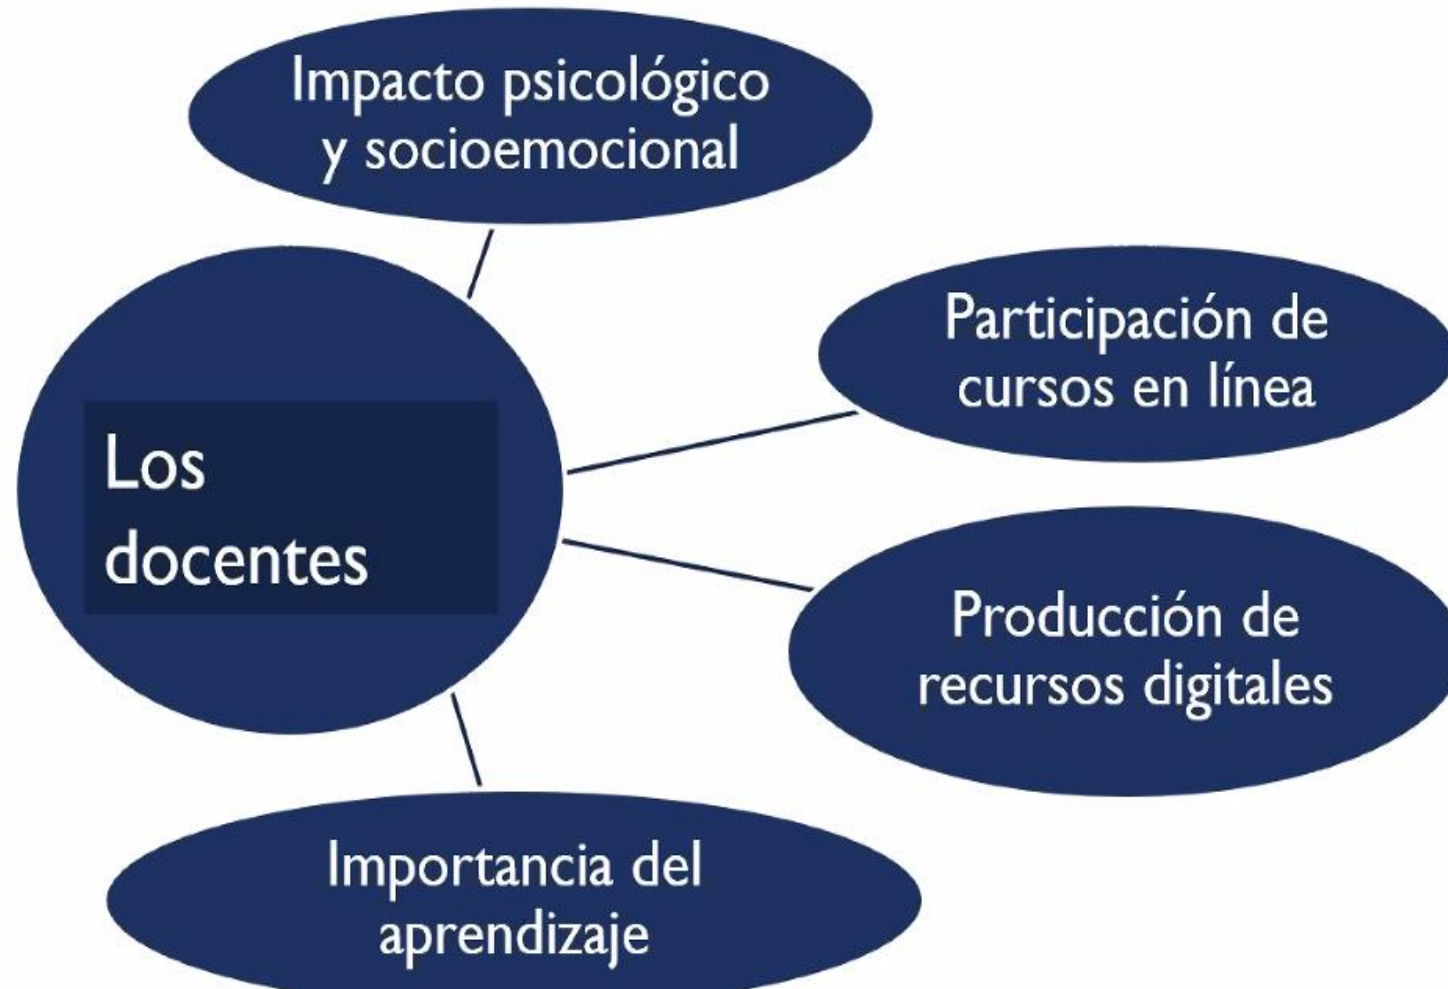 Impacto psicológico
y socioemocional
Participación de
cursos en línea
Los
docentes
Producción de
recursos digitales
Importancia del
aprendizaje